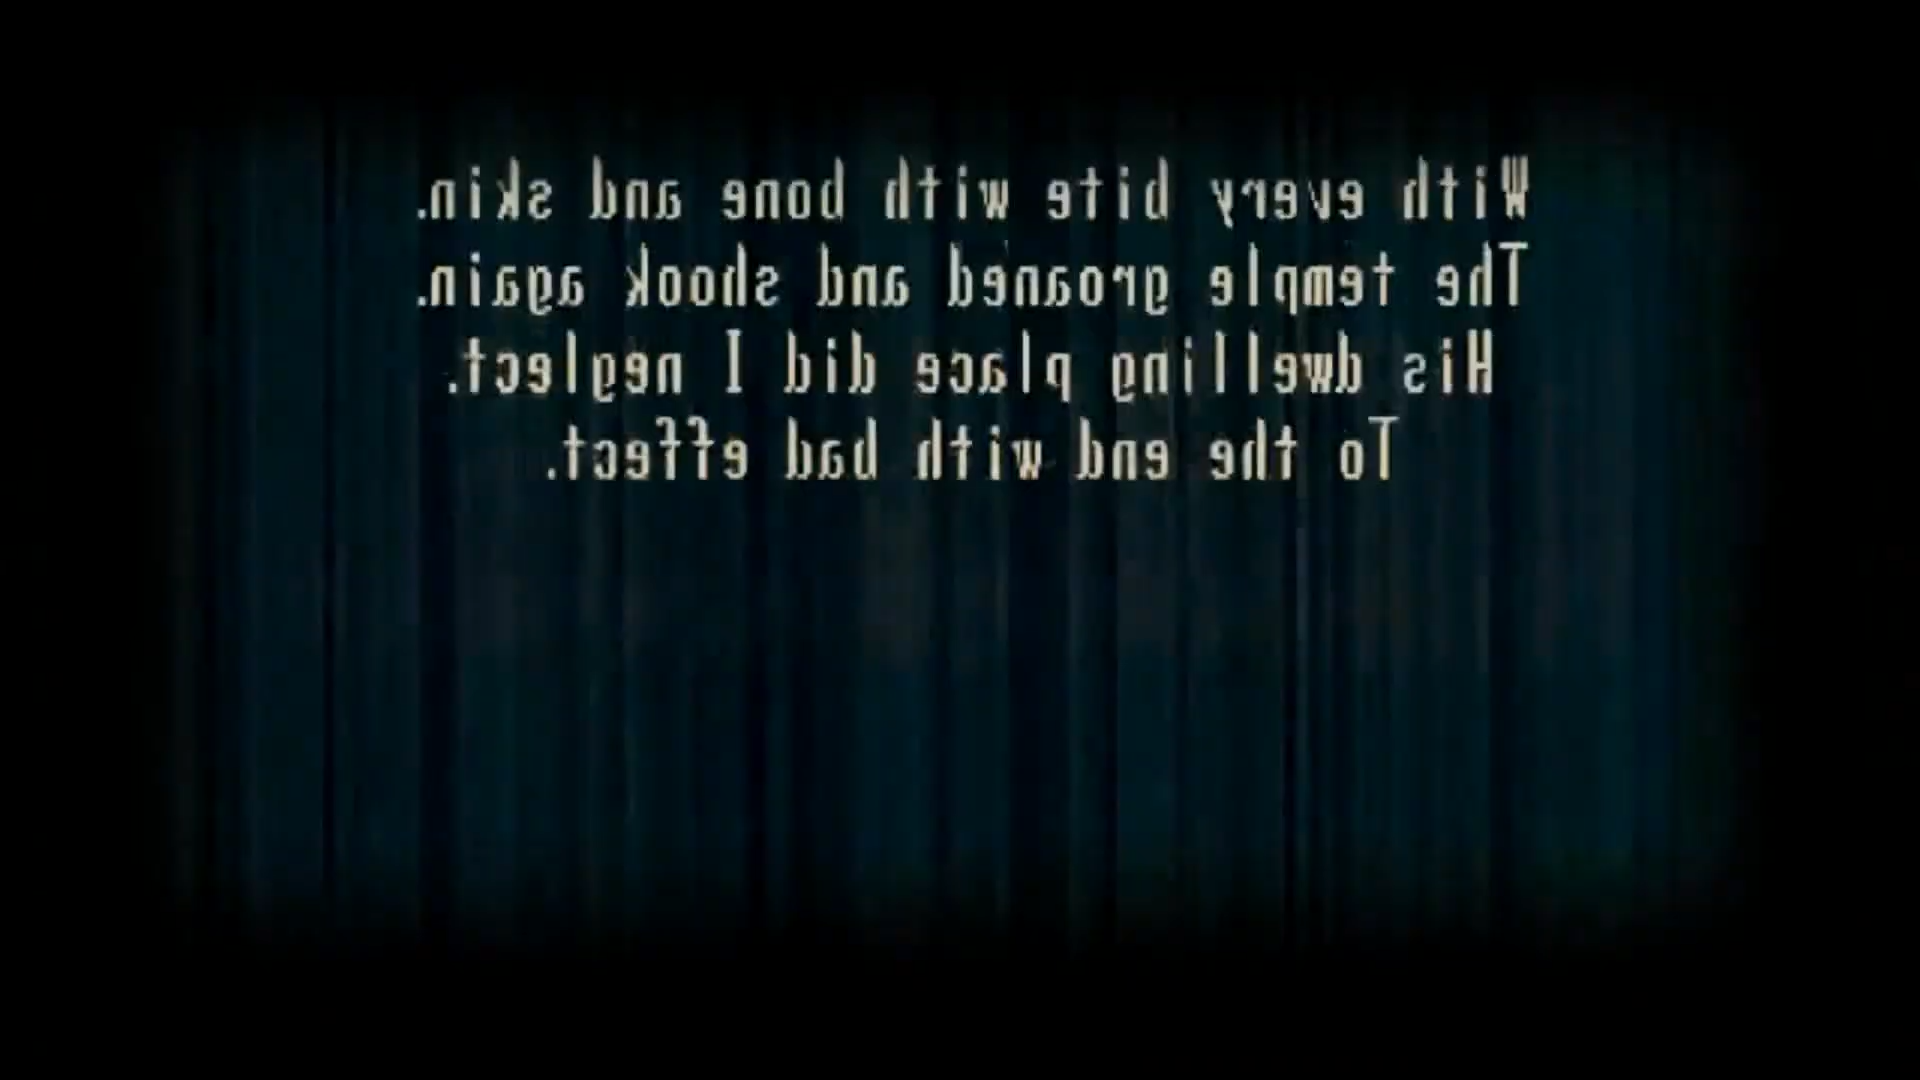 With every bite with bone and skin.
The temple groaned and shook again.
His dwelling place did I neglect.
To the end with bad effect.